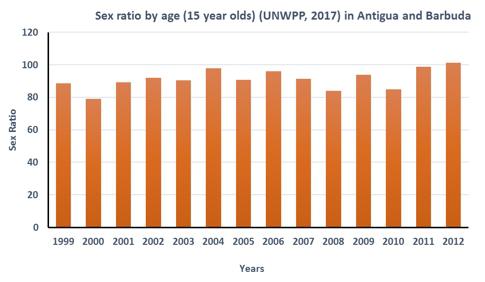 Sex ratio by age (15 year olds) (UNWPP, 2017) in Antigua and Barbuda
120
100
80
60
40
20
0
Sex Ratio
1999 2000 2001 2002 2003 2004 2005 2006 2007 2008 2009 2010 2011 2012
Years